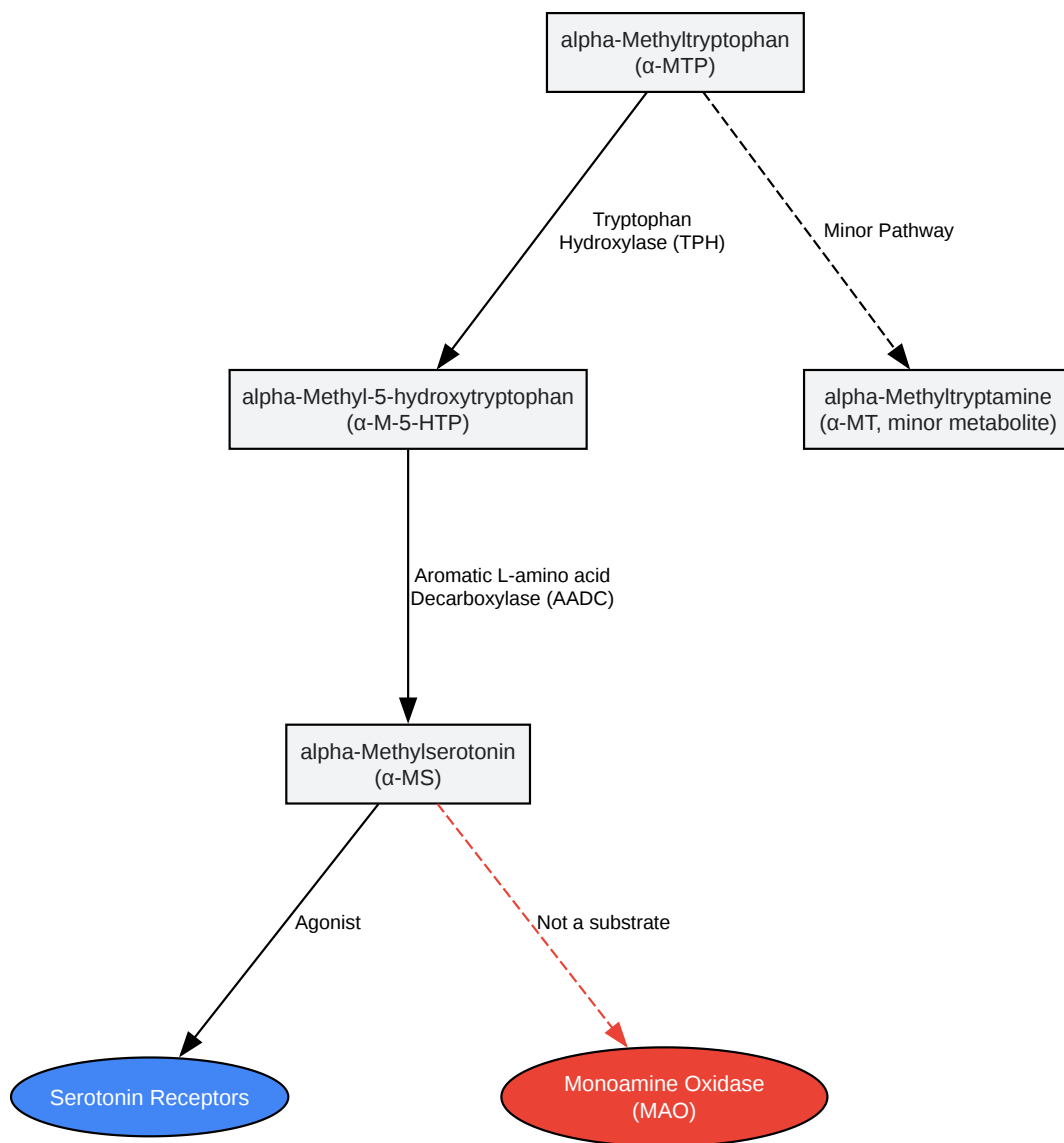 alpha-Methyltryptophan
(α-MTP)
Tryptophan
Hydroxylase (TPH)
Minor Pathway
alpha-Methyl-5-hydroxytryptophan
(α-M-5-HTP)
alpha-Methyltryptamine
(α-MT, minor metabolite)
Aromatic L-amino acid
Decarboxylase (AADC)
alpha-Methylserotonin
(α-MS)
Agonist
Not a substrate
Serotonin Receptors
Monoamine Oxidase
(MAO)